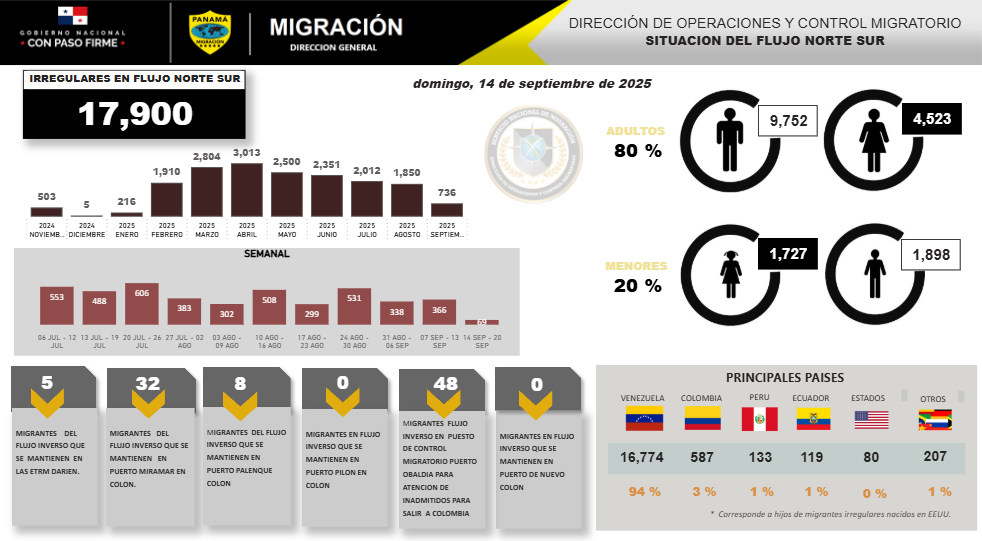 GOBIERNO NACIONAL
CON PASO FIRME
PANAMÁ
MIGRACIÓN
MIGRACIÓN
DIRECCION GENERAL
DIRECCIÓN DE OPERACIONES Y CONTROL MIGRATORIO
SITUACION DEL FLUJO NORTE SUR
IRREGULARES EN FLUJO NORTE SUR
17,900
domingo, 14 de septiembre de 2025
SERVICIO NACIONAL DE MIGRACIÓN
ADULTOS
80 %
9,752
4,523
MENORES
20 %
1,727
1,898
503 5 216 1,910 2,804 3,013 2,500 2,351 2,012 1,850 736
2024 2024 2025 2025 2025 2025 2025 2025 2025 2025 2025
NOVIEMB... DICIEMBRE ENERO FEBRERO MARZO ABRIL MAYO JUNIO JULIO AGOSTO SEPTIEM...
SEMANAL
553 488 606 383 302 508 299 531 338 366 69
06 JUL - 12 13 JUL - 19 20 JUL - 26 27 JUL - 02 03 AGO - 10 AGO 17 AGO - 24 AGO - 31 AGO - 07 SEP - 13 14 SEP - 20
JUL JUL JUL AGO 09 AGO - 16 AGO 23 AGO 30 AGO 06 SEP SEP SEP
5
MIGRANTES DEL
FLUJO INVERSO QUE
SE MANTIENEN EN
LAS ETRM DARIEN.
32
MIGRANTES DEL
FLUJO INVERSO QUE SE
MANTIENEN EN
PUERTO MIRAMAR EN
COLON.
8
MIGRANTES DEL FLUJO
INVERSO QUE SE
MANTIENEN EN
PUERTO PALENQUE
COLON
0
MIGRANTES EN FLUJO
INVERSO QUE SE
MANTIENEN EN
PUERTO PILON EN
COLON
48
MIGRANTES FLUJO
INVERSO EN PUESTO
DE CONTROL
MIGRATORIO PUERTO
OBALDIA PARA
ATENCION DE
INADMITIDOS PARA
SALIR A COLOMBIA
0
MIGRANTES EN FLUJO
INVERSO QUE SE
MANTIENEN EN
PUERTO DE NUEVO
COLON
PRINCIPALES PAISES
VENEZUELA COLOMBIA PERU ECUADOR ESTADOS OTROS
16,774 587 133 119 80 207
94 % 3 % 1 % 1 % 0 % 1 %
* Corresponde a hijos de migrantes irregulares nacidos en EEUU.